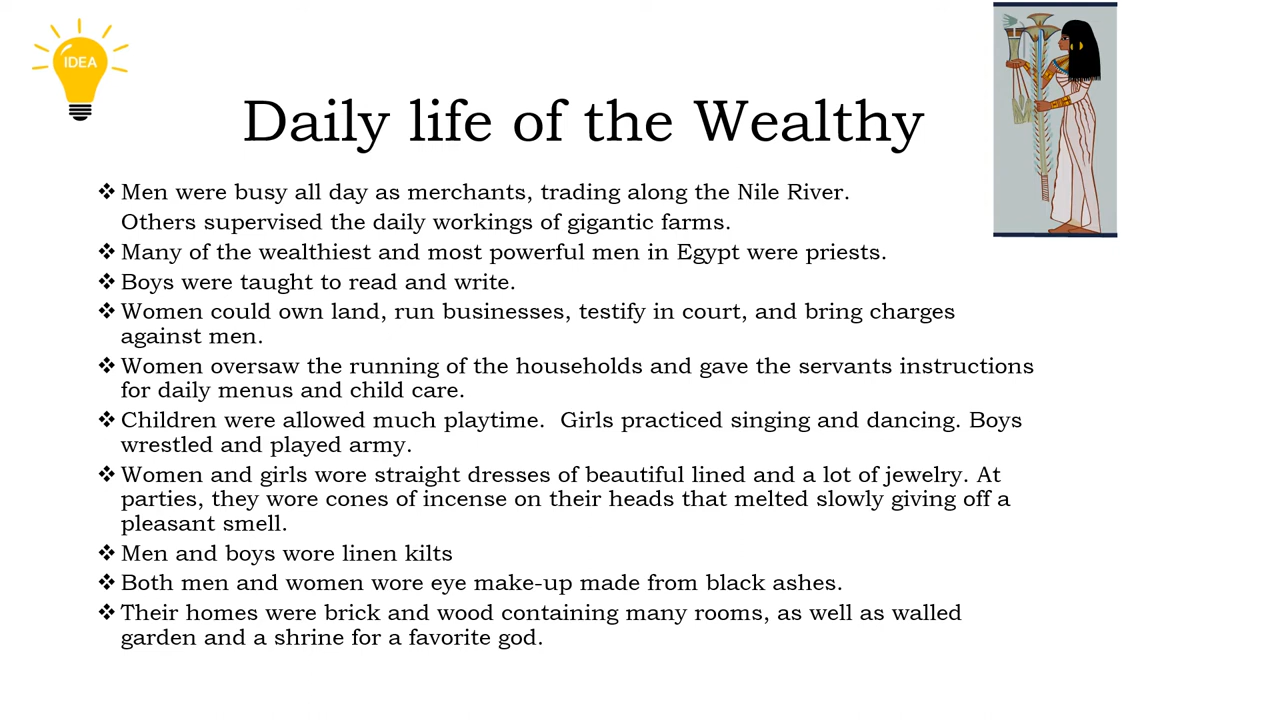 IDEA
Daily life of the Wealthy
❖ Men were busy all day as merchants, trading along the Nile River.
Others supervised the daily workings of gigantic farms.
❖ Many of the wealthiest and most powerful men in Egypt were priests.
❖ Boys were taught to read and write.
❖ Women could own land, run businesses, testify in court, and bring charges
against men.
❖ Women oversaw the running of the households and gave the servants instructions
for daily menus and child care.
❖ Children were allowed much playtime.  Girls practiced singing and dancing. Boys
wrestled and played army.
❖ Women and girls wore straight dresses of beautiful lined and a lot of jewelry. At
parties, they wore cones of incense on their heads that melted slowly giving off a
pleasant smell.
❖ Men and boys wore linen kilts
❖ Both men and women wore eye make-up made from black ashes.
❖ Their homes were brick and wood containing many rooms, as well as walled
garden and a shrine for a favorite god.